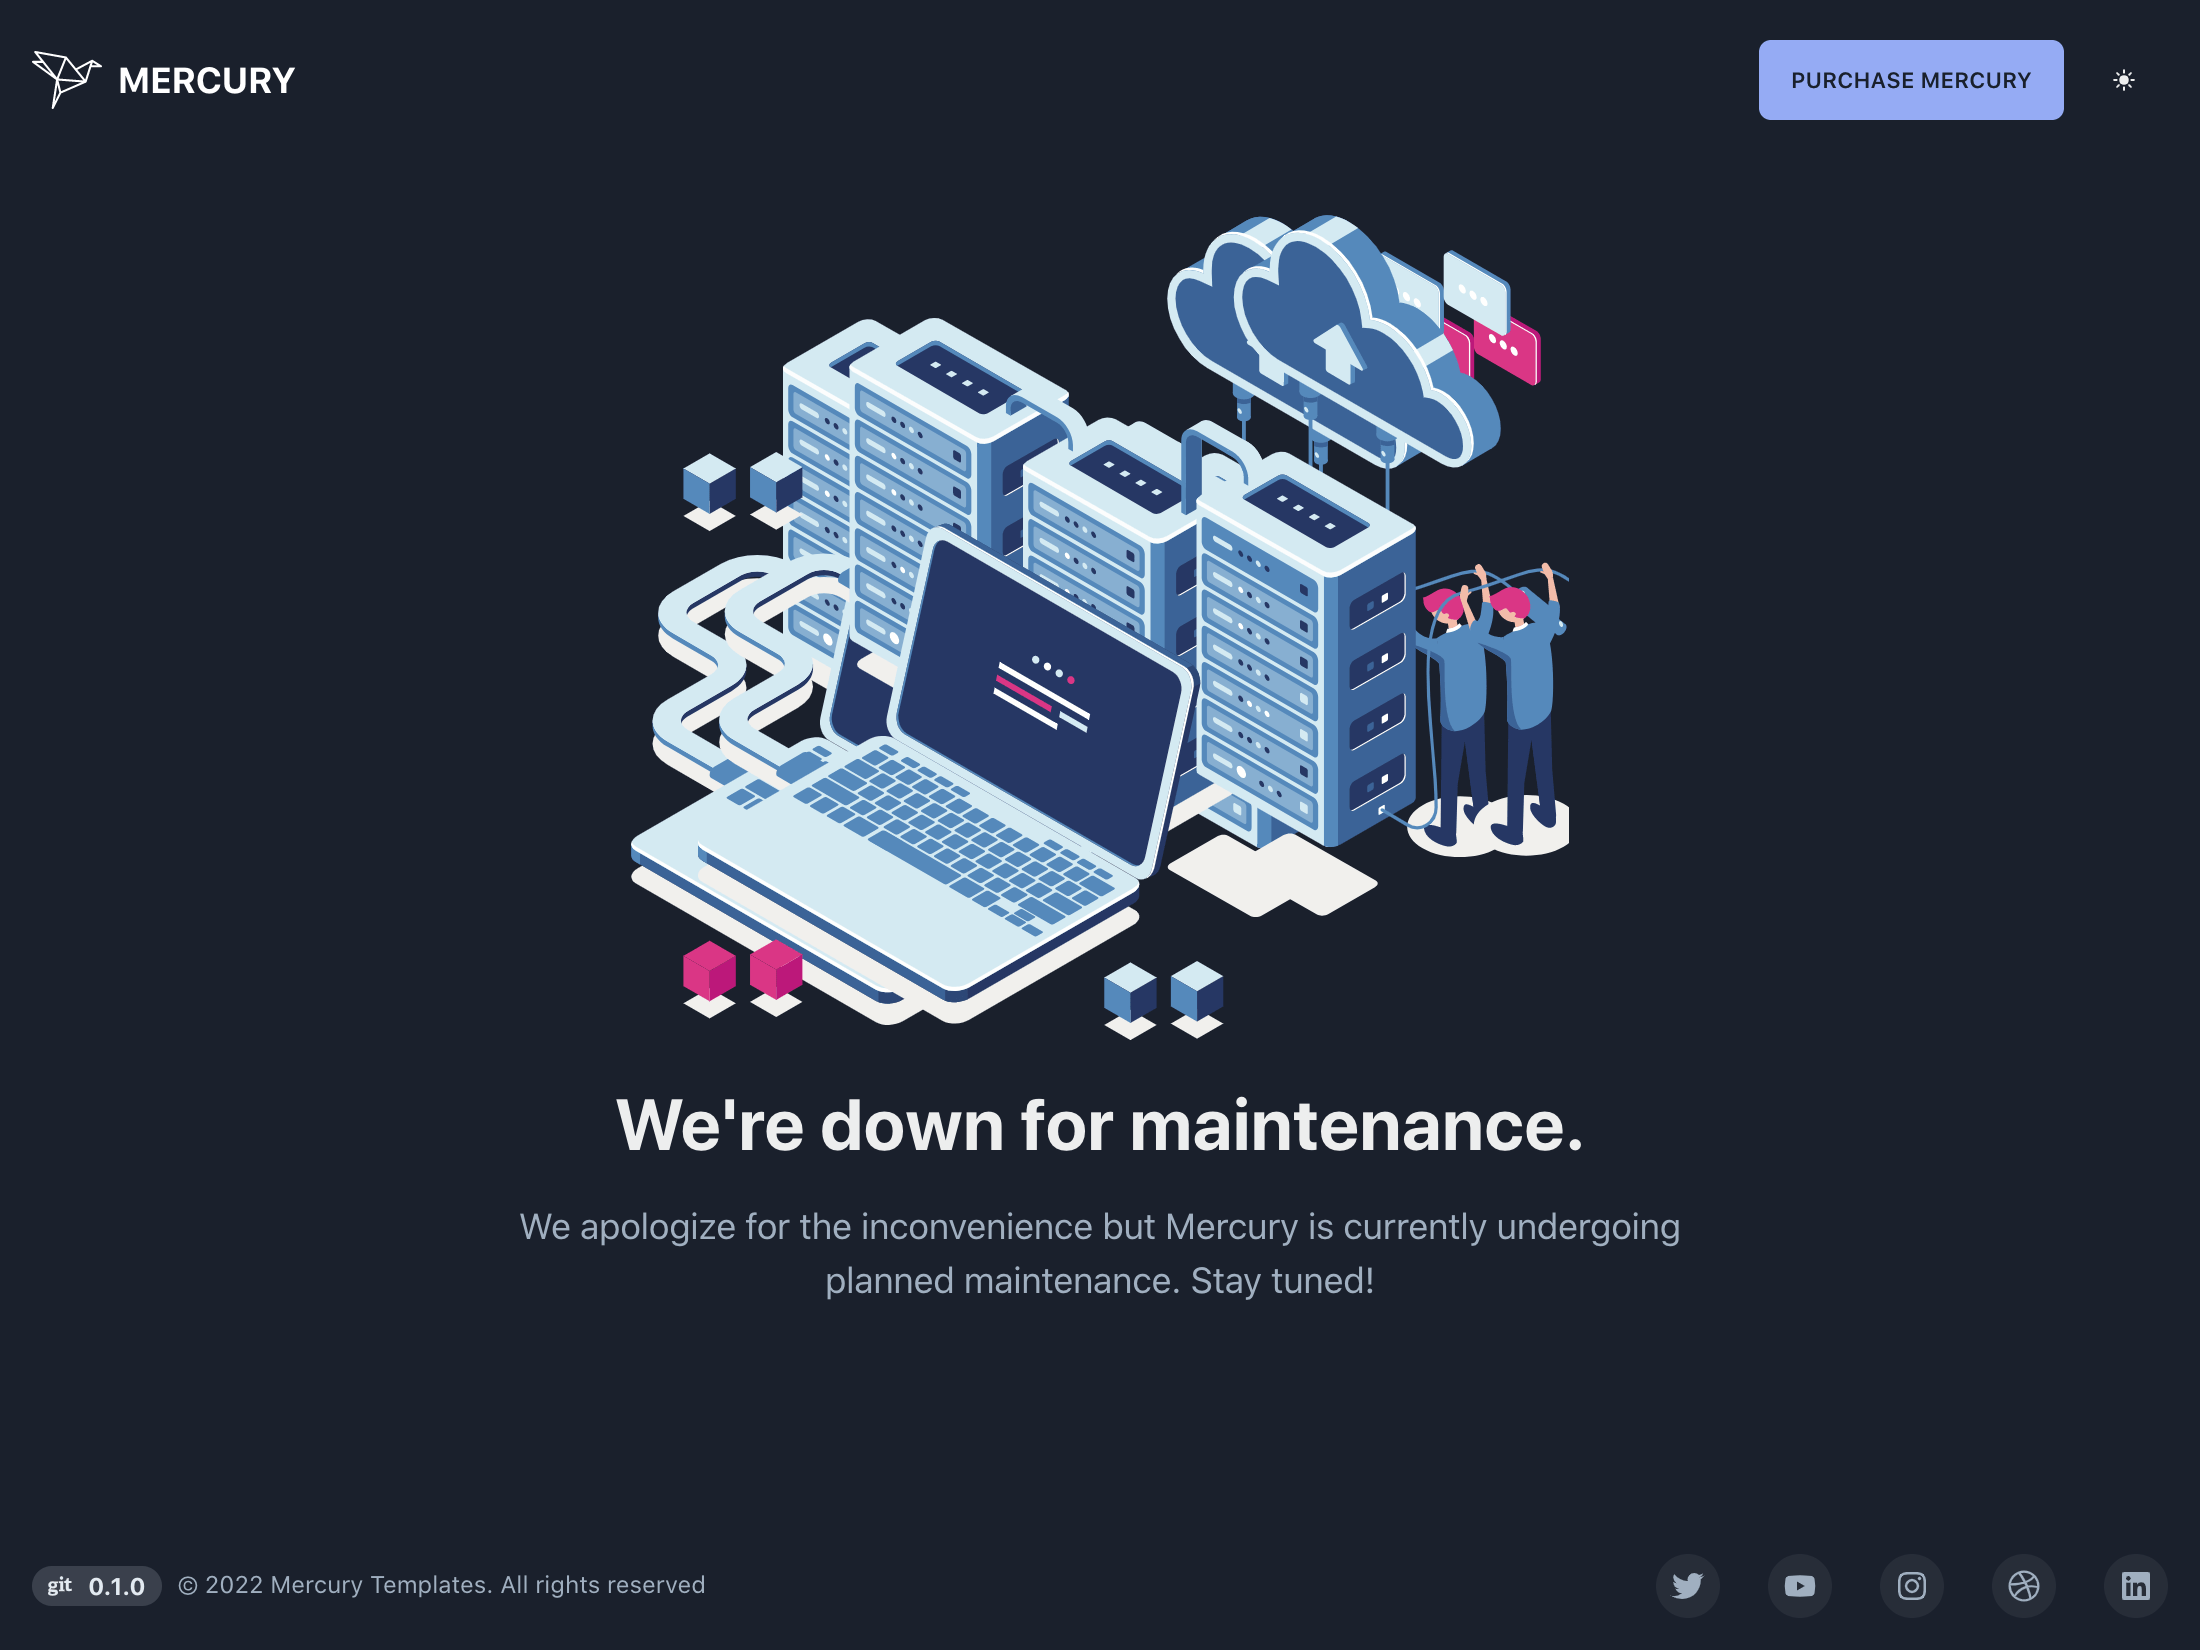 MERCURY
PURCHASE MERCURY
We're down for maintenance.
We apologize for the inconvenience but Mercury is currently undergoing
planned maintenance. Stay tuned!
git 0.1.0 © 2022 Mercury Templates. All rights reserved
in